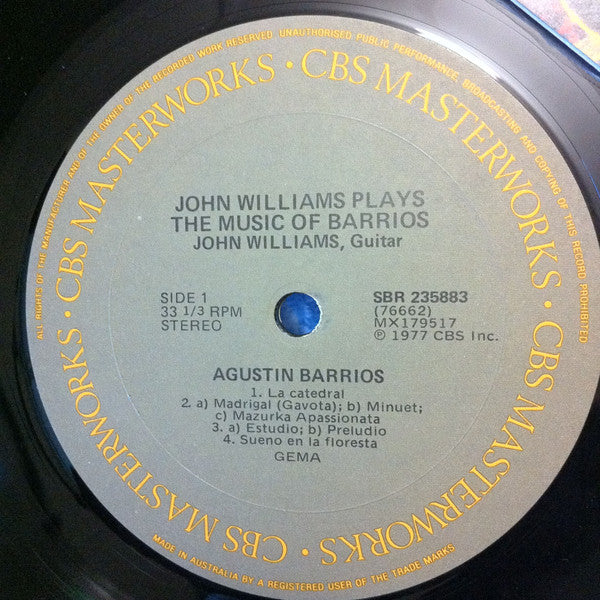 ALL RIGHTS OF THE MANUFACTURER AND OF THE OWNER OF THE RECORDED WORK RESERVED UNAUTHORISED PUBLIC PERFORMANCE, BROADCASTING AND COPYING OF THIS RECORD PROHIBITED
CBS MASTERWORKS · CBS MASTERWORKS · CBS MASTERWORKS · CBS MASTERWORKS ·
JOHN WILLIAMS PLAYS
THE MUSIC OF BARRIOS
JOHN WILLIAMS, Guitar
SIDE 1
33 1/3 RPM
STEREO
SBR 235883
(76662)
MX179517
℗ 1977 CBS Inc.
AGUSTIN BARRIOS
1. La catedral
2. a) Madrigal (Gavota); b) Minuet;
c) Mazurka Apassionata
3. a) Estudio; b) Preludio
4. Sueno en la floresta
GEMA
MADE IN AUSTRALIA BY A REGISTERED USER OF THE TRADE MARKS